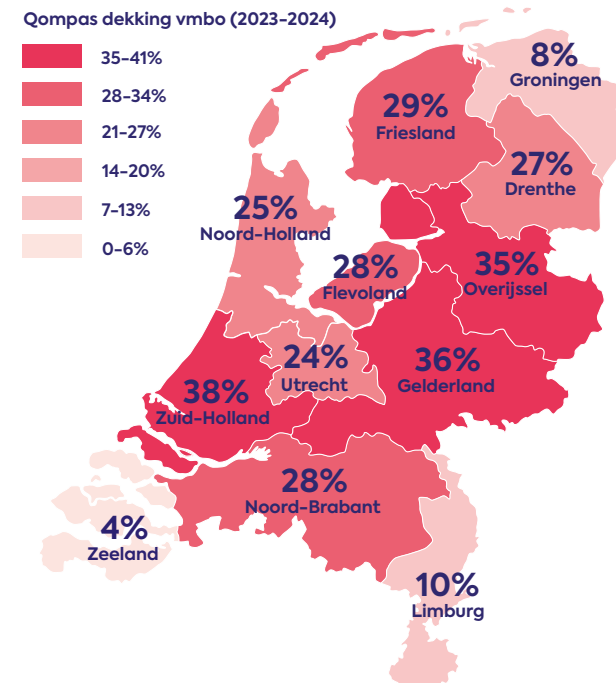 Qompas dekking vmbo (2023-2024)
35-41%
28-34%
21-27%
14-20%
7-13%
0-6%
8%
Groningen
29%
Friesland
27%
Drenthe
25%
Noord-Holland
28%
Flevoland
35%
Overijssel
24%
Utrecht
36%
Gelderland
38%
Zuid-Holland
28%
Noord-Brabant
4%
Zeeland
10%
Limburg